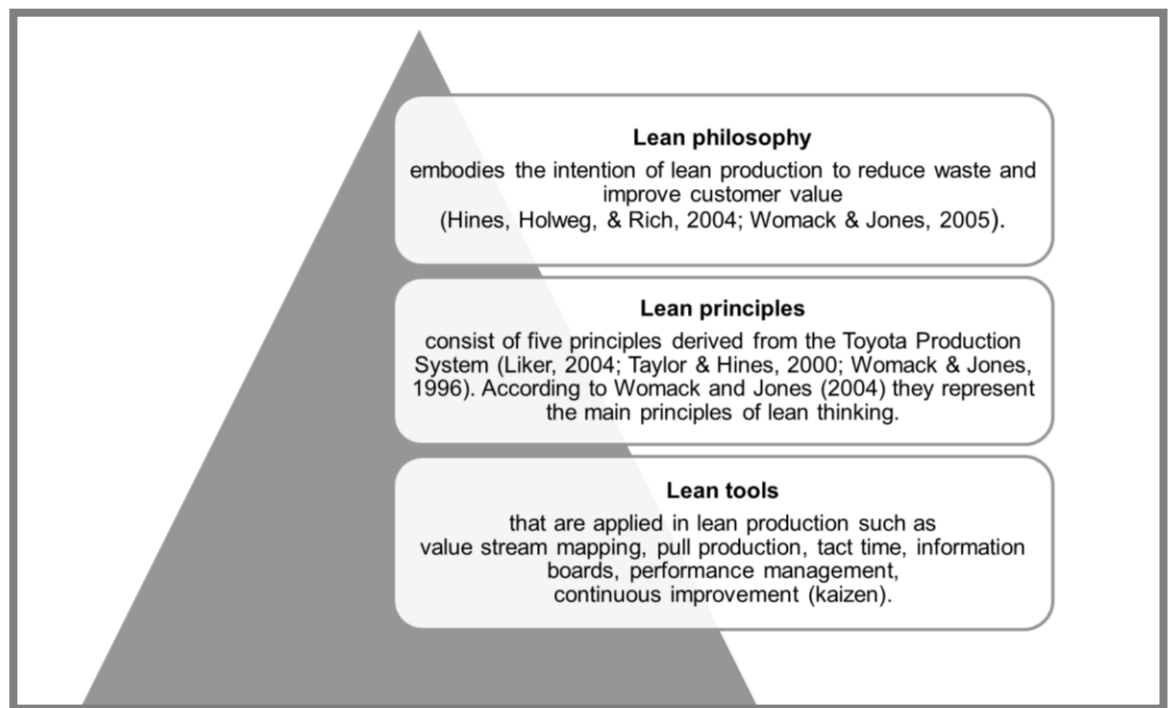 Lean philosophy
embodies the intention of lean production to reduce waste and
improve customer value
(Hines, Holweg, & Rich, 2004; Womack & Jones, 2005).
Lean principles
consist of five principles derived from the Toyota Production
System (Liker, 2004; Taylor & Hines, 2000; Womack & Jones,
1996). According to Womack and Jones (2004) they represent
the main principles of lean thinking.
Lean tools
that are applied in lean production such as
value stream mapping, pull production, tact time, information
boards, performance management,
continuous improvement (kaizen).